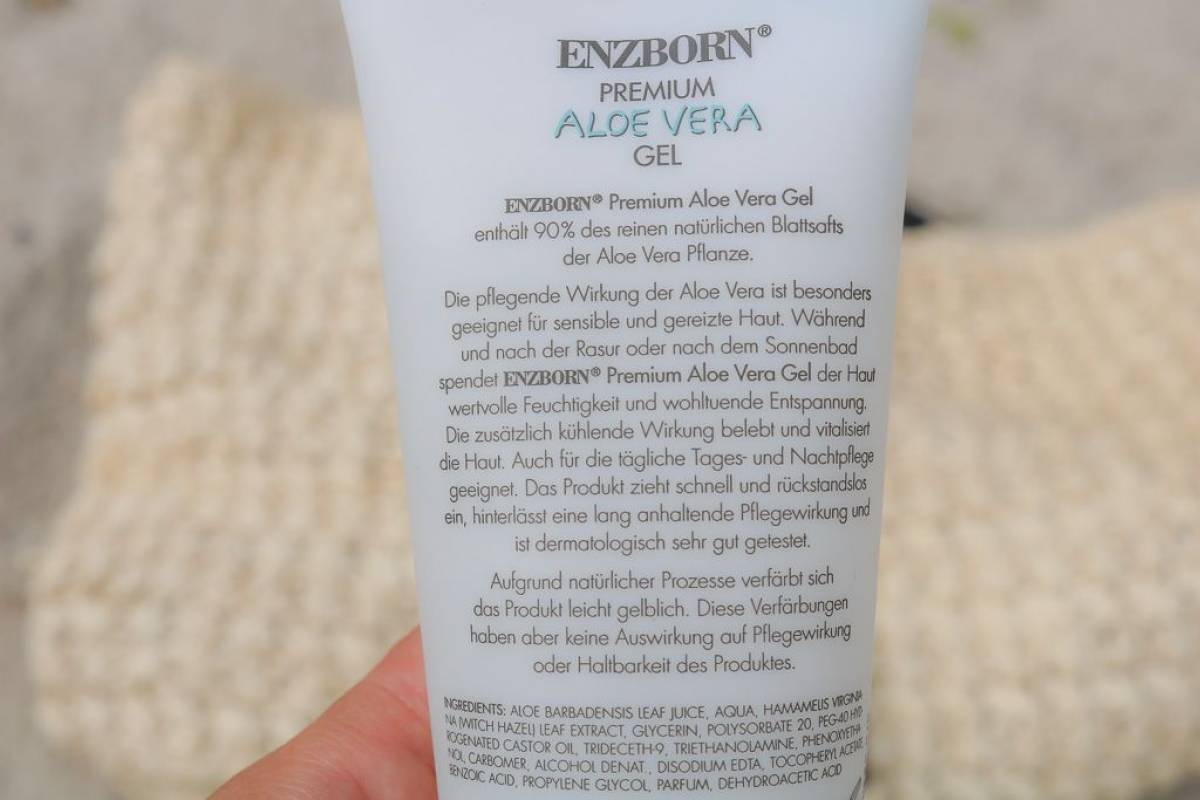 ENZBORN®
PREMIUM
ALOE VERA
GEL
ENZBORN® Premium Aloe Vera Gel
enthält 90% des reinen natürlichen Blattsafts
der Aloe Vera Pflanze.
Die pflegende Wirkung der Aloe Vera ist besonders
geeignet für sensible und gereizte Haut. Während
und nach der Rasur oder nach dem Sonnenbad
spendet ENZBORN® Premium Aloe Vera Gel der Haut
wertvolle Feuchtigkeit und wohltuende Entspannung.
Die zusätzlich kühlende Wirkung belebt und vitalisiert
die Haut. Auch für die tägliche Tages- und Nachtpflege
geeignet. Das Produkt zieht schnell und rückstandslos
ein, hinterlässt eine lang anhaltende Pflegewirkung und
ist dermatologisch sehr gut getestet.
Aufgrund natürlicher Prozesse verfärbt sich
das Produkt leicht gelblich. Diese Verfärbungen
haben aber keine Auswirkung auf Pflegewirkung
oder Haltbarkeit des Produktes.
INGREDIENTS: ALOE BARBADENSIS LEAF JUICE, AQUA, HAMAMELIS VIRGINIA-
NA (WITCH HAZEL) LEAF EXTRACT, GLYCERIN, POLYSORBATE 20, PEG-40 HYD-
ROGENATED CASTOR OIL, TRIDECETH-9, TRIETHANOLAMINE, PHENOXYETHA-
NOL, CARBOMER, ALCOHOL DENAT., DISODIUM EDTA, TOCOPHERYL ACETATE,
BENZOIC ACID, PROPYLENE GLYCOL, PARFUM, DEHYDROACETIC ACID